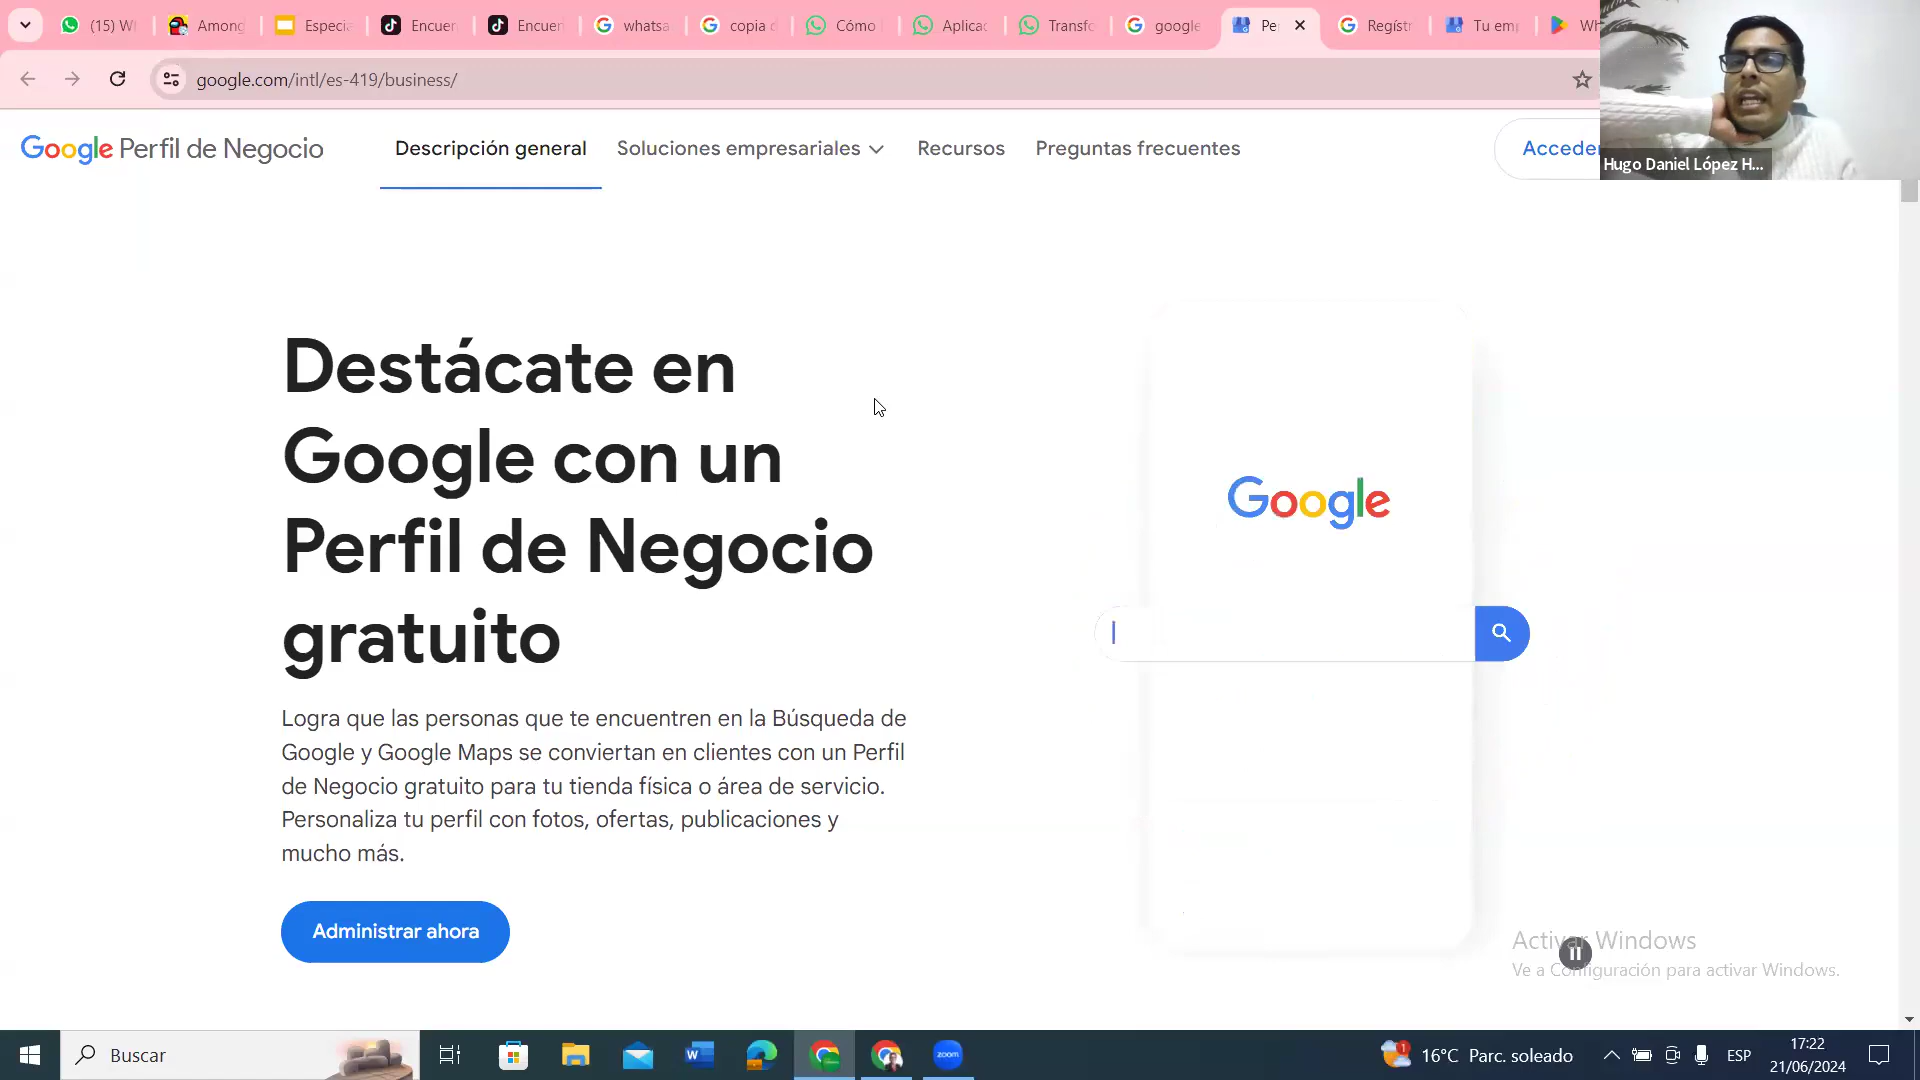 (15) W
Among
Especia
Encuen
Encuen
whatsa
copia d
Cómo
Aplicac
Transfo
google
Pe
Regístr
Tu emp
Wh
google.com/intl/es-419/business/
Google Perfil de Negocio
Descripción general
Soluciones empresariales
Recursos
Preguntas frecuentes
Acceder
Hugo Daniel López H...
Destácate en
Google con un
Perfil de Negocio
gratuito
Logra que las personas que te encuentren en la Búsqueda de
Google y Google Maps se conviertan en clientes con un Perfil
de Negocio gratuito para tu tienda física o área de servicio.
Personaliza tu perfil con fotos, ofertas, publicaciones y
mucho más.
Administrar ahora
Google
Activar Windows
Ve a Configuración para activar Windows.
Buscar
zoom
1
16°C Parc. soleado
ESP
17:22
21/06/2024